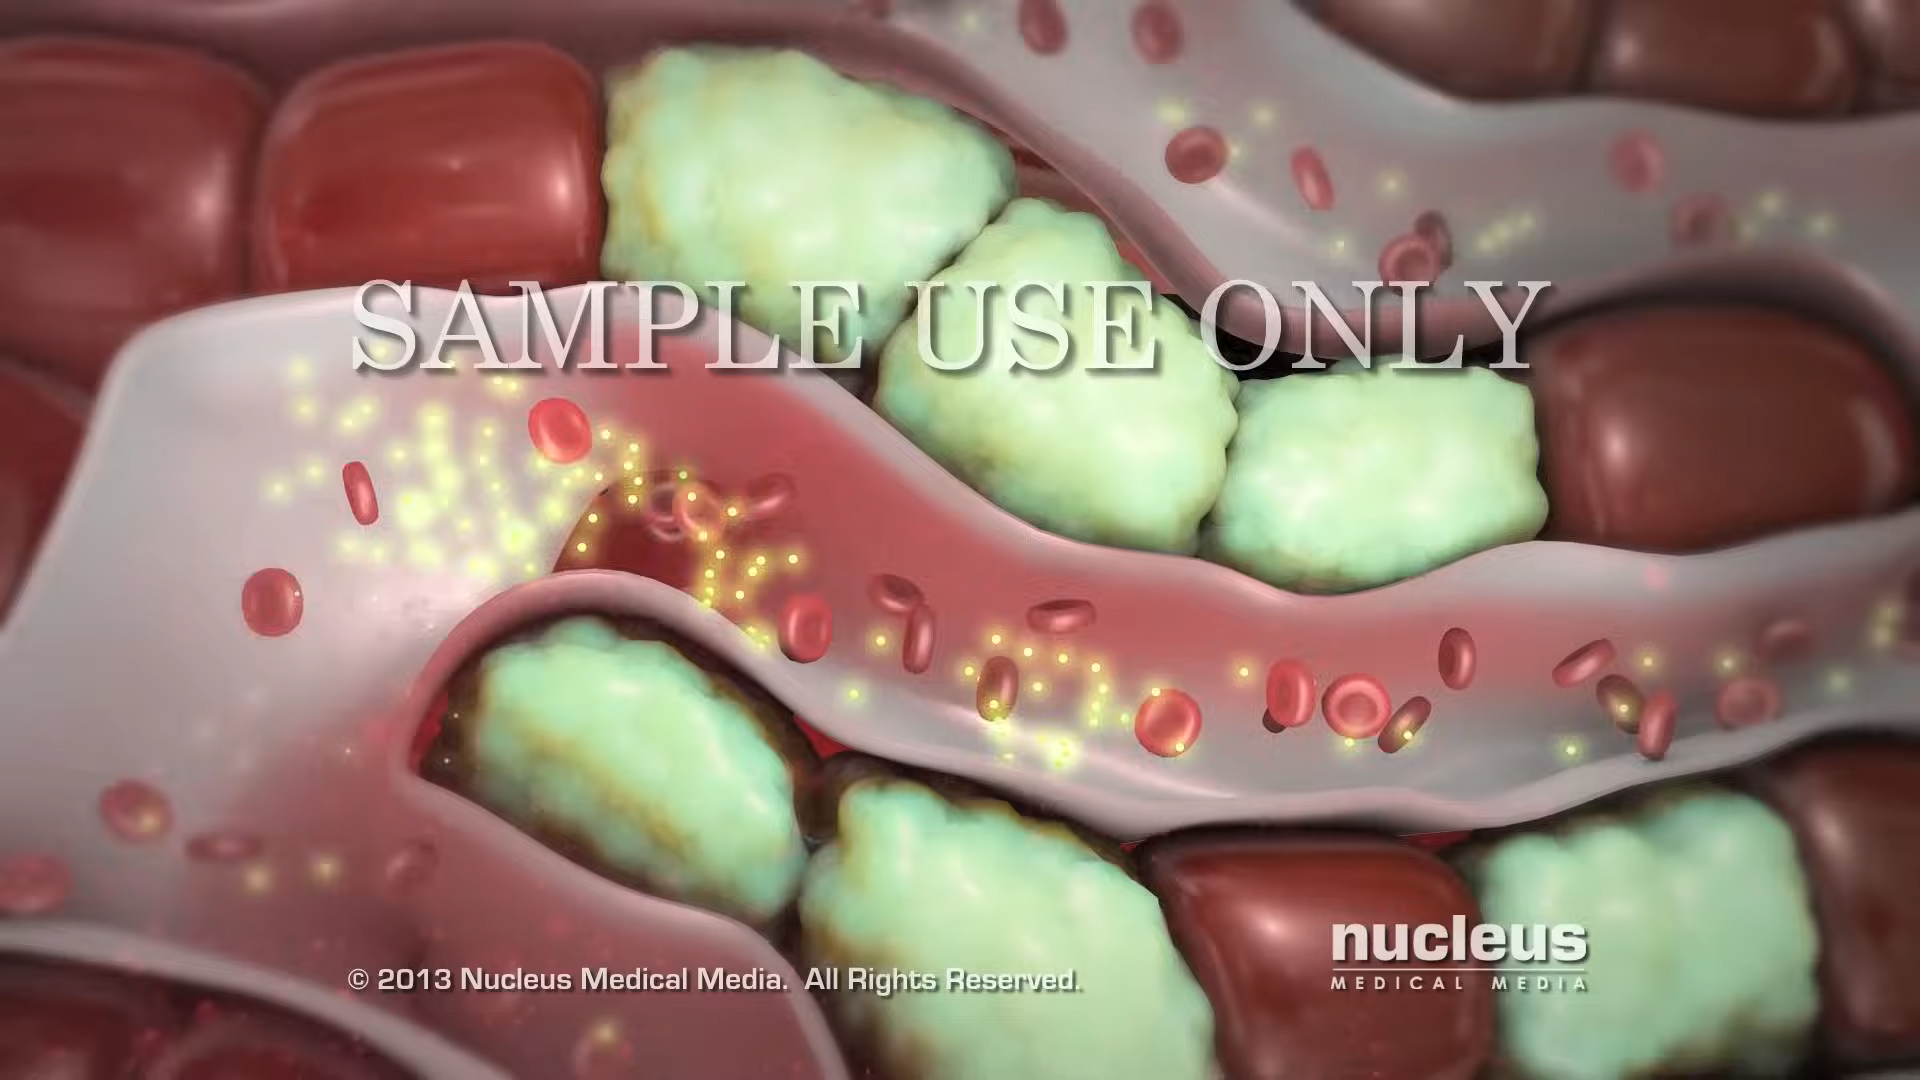 SAMPLE USE ONLY
© 2013 Nucleus Medical Media. All Rights Reserved.
nucleus
MEDICAL MEDIA